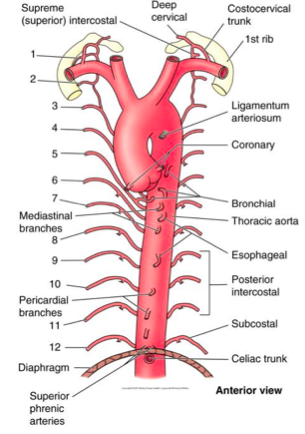 Supreme
(superior) intercostal
Deep
cervical
Costocervical
trunk
1st rib
1
2
3
4
5
6
7
Mediastinal
branches
8
9
10
Pericardial
branches
11
12
Diaphragm
Superior
phrenic
arteries
Ligamentum
arteriosum
Coronary
Bronchial
Thoracic aorta
Esophageal
Posterior
intercostal
Subcostal
Celiac trunk
Anterior view